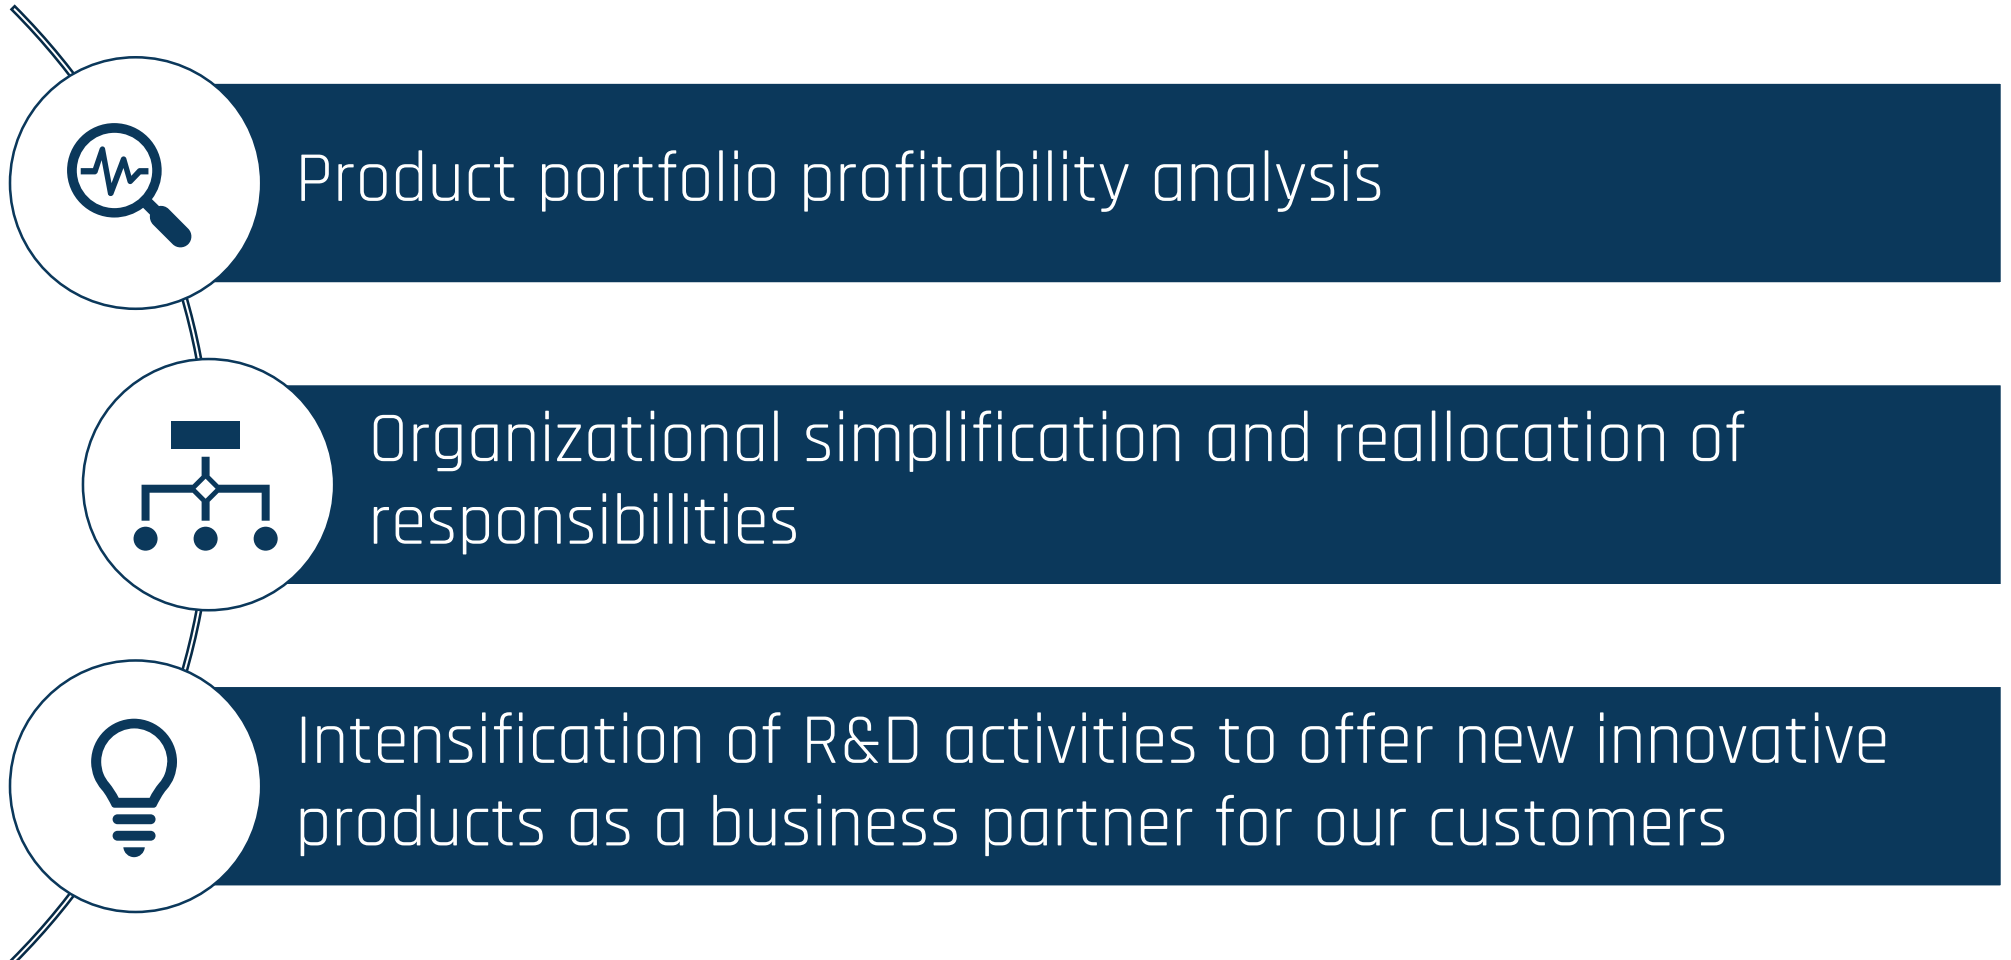 Product portfolio profitability analysis
Organizational simplification and reallocation of
responsibilities
Intensification of R&D activities to offer new innovative
products as a business partner for our customers